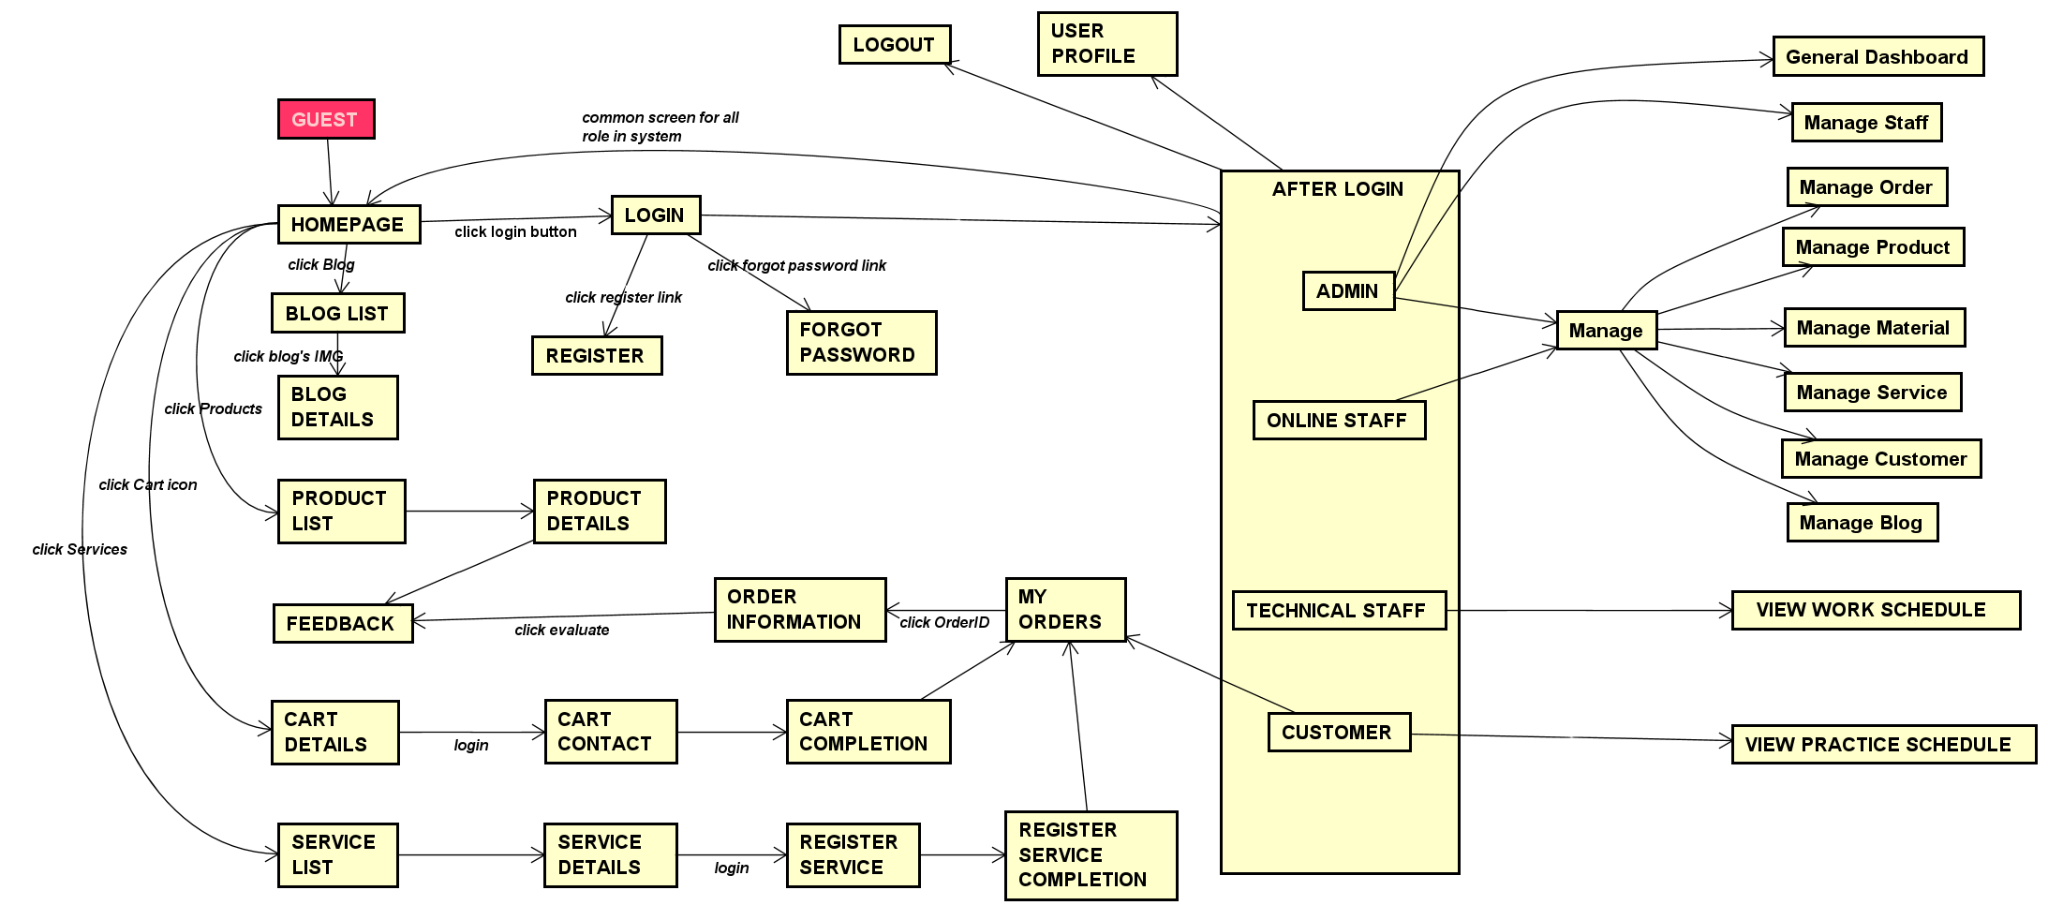 LOGOUT
USER
PROFILE
General Dashboard
GUEST
common screen for all
role in system
Manage Staff
AFTER LOGIN
Manage Order
HOMEPAGE
click login button
LOGIN
Manage Product
click Blog
click forgot password link
click register link
ADMIN
BLOG LIST
FORGOT
PASSWORD
Manage
Manage Material
click blog's IMG
REGISTER
BLOG
DETAILS
click Products
ONLINE STAFF
Manage Service
Manage Customer
click Cart icon
PRODUCT
LIST
PRODUCT
DETAILS
Manage Blog
click Services
FEEDBACK
click evaluate
ORDER
INFORMATION
click OrderID
MY
ORDERS
TECHNICAL STAFF
VIEW WORK SCHEDULE
CART
DETAILS
login
CART
CONTACT
CART
COMPLETION
CUSTOMER
VIEW PRACTICE SCHEDULE
SERVICE
LIST
SERVICE
DETAILS
login
REGISTER
SERVICE
REGISTER
SERVICE
COMPLETION